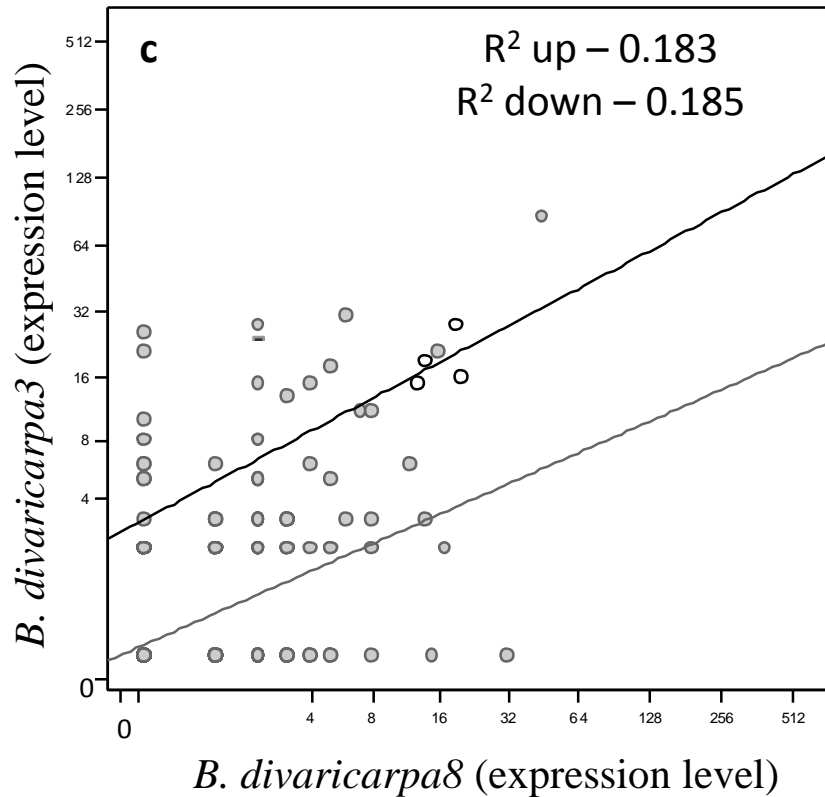 c
R² up – 0.183
R² down – 0.185
512
256
128
64
32
16
8
4
0
B. divaricarpa3 (expression level)
0
4 8 16 32 64 128 256 512
B. divaricarpa8 (expression level)